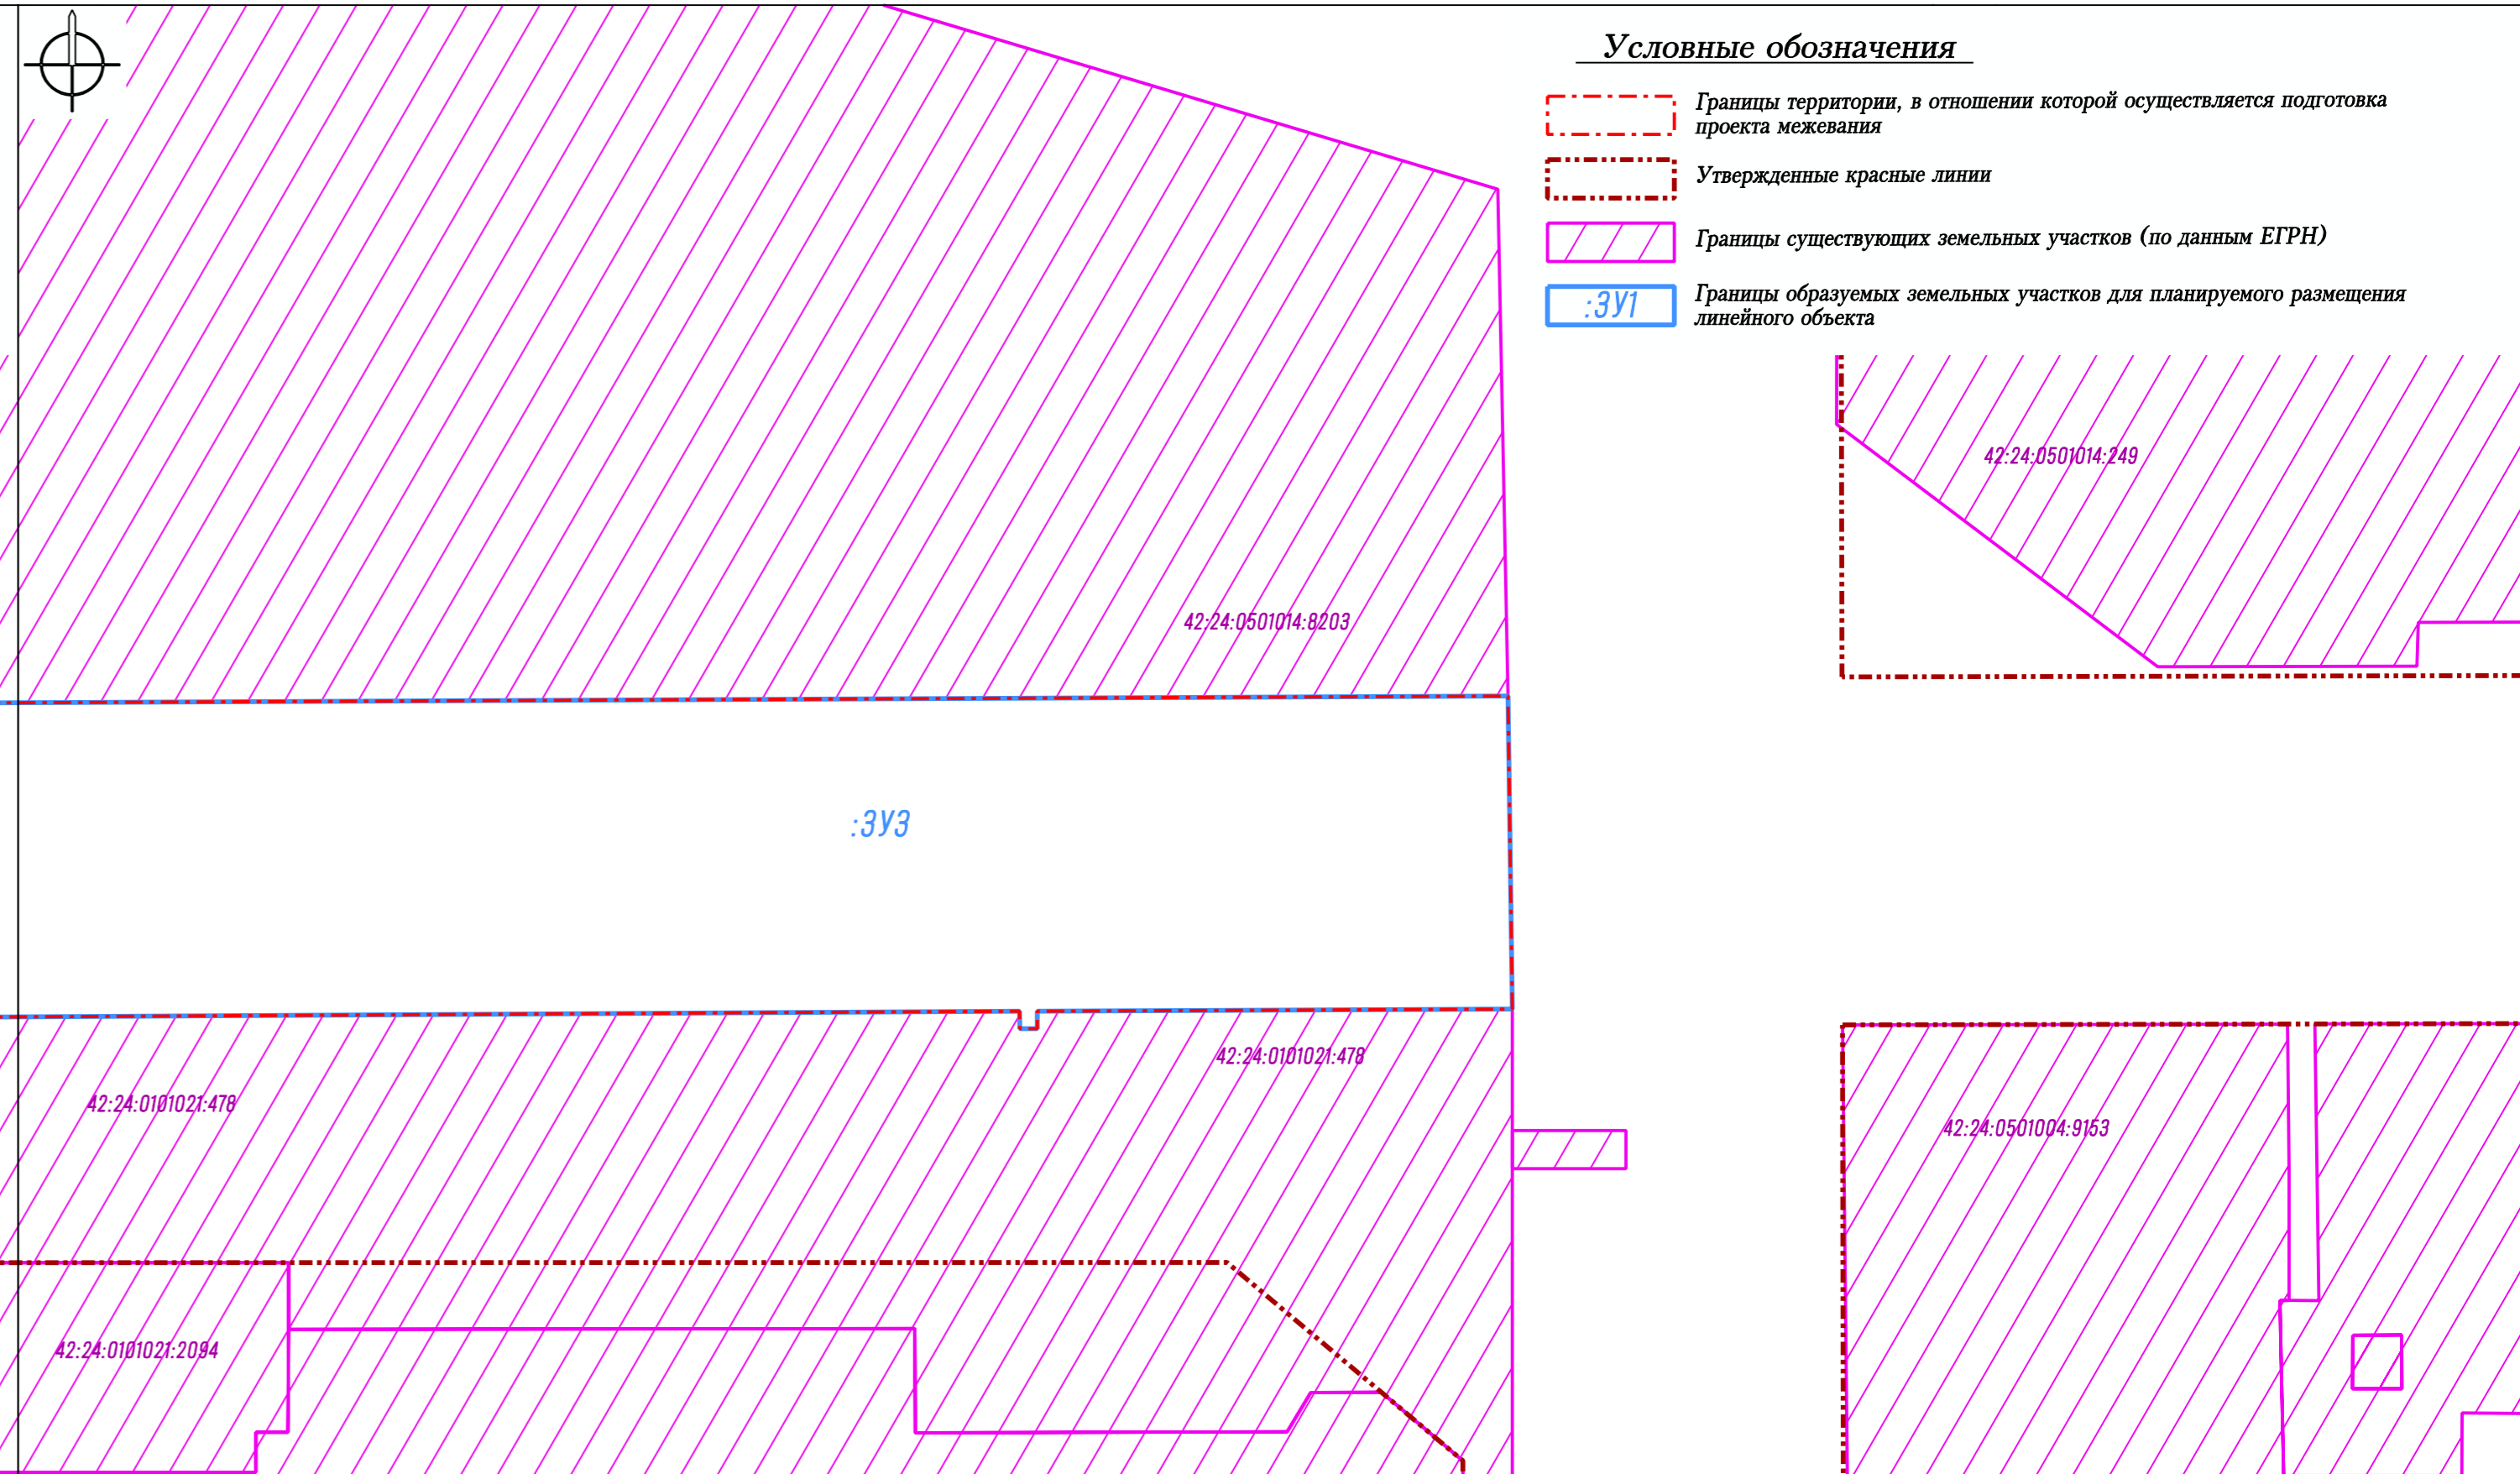 Условные обозначения
Границы территории, в отношении которой осуществляется подготовка
проекта межевания
Утвержденные красные линии
Границы существующих земельных участков (по данным ЕГРН)
:ЗУ1
Границы образуемых земельных участков для планируемого размещения
линейного объекта
42:24:0501014:249
42:24:0501014:8203
:ЗУ3
42:24:0101021:478
42:24:0101021:478
42:24:0501004:9153
42:24:0101021:2094